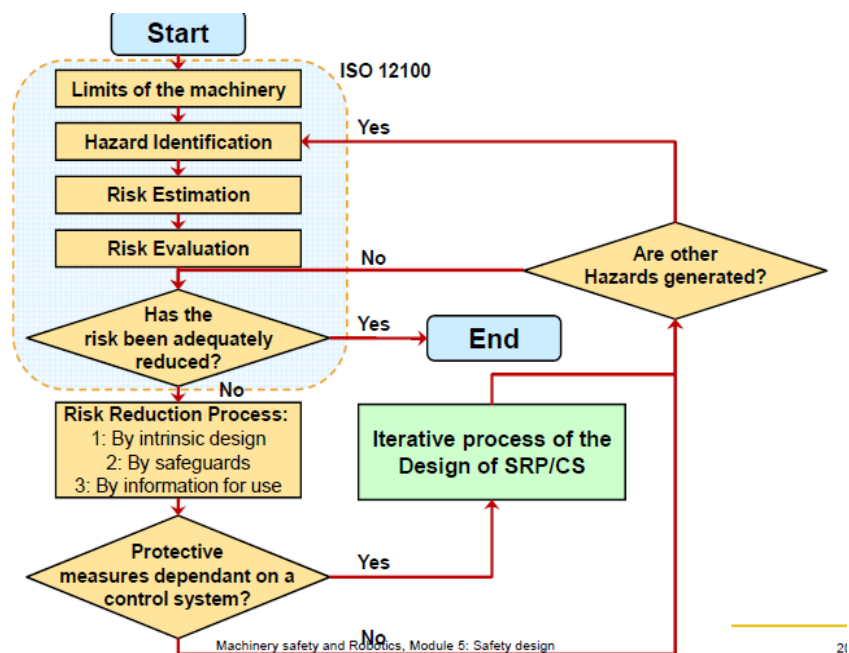 Start
ISO 12100
Limits of the machinery
Hazard Identification
Yes
Risk Estimation
Risk Evaluation
No
Are other
Hazards generated?
Has the
risk been adequately
reduced?
Yes
End
No
Risk Reduction Process:
1: By intrinsic design
2: By safeguards
3: By information for use
Iterative process of the
Design of SRP/CS
Protective
measures dependant on a
control system?
Yes
No
Machinery safety and Robotics, Module 5: Safety design
20